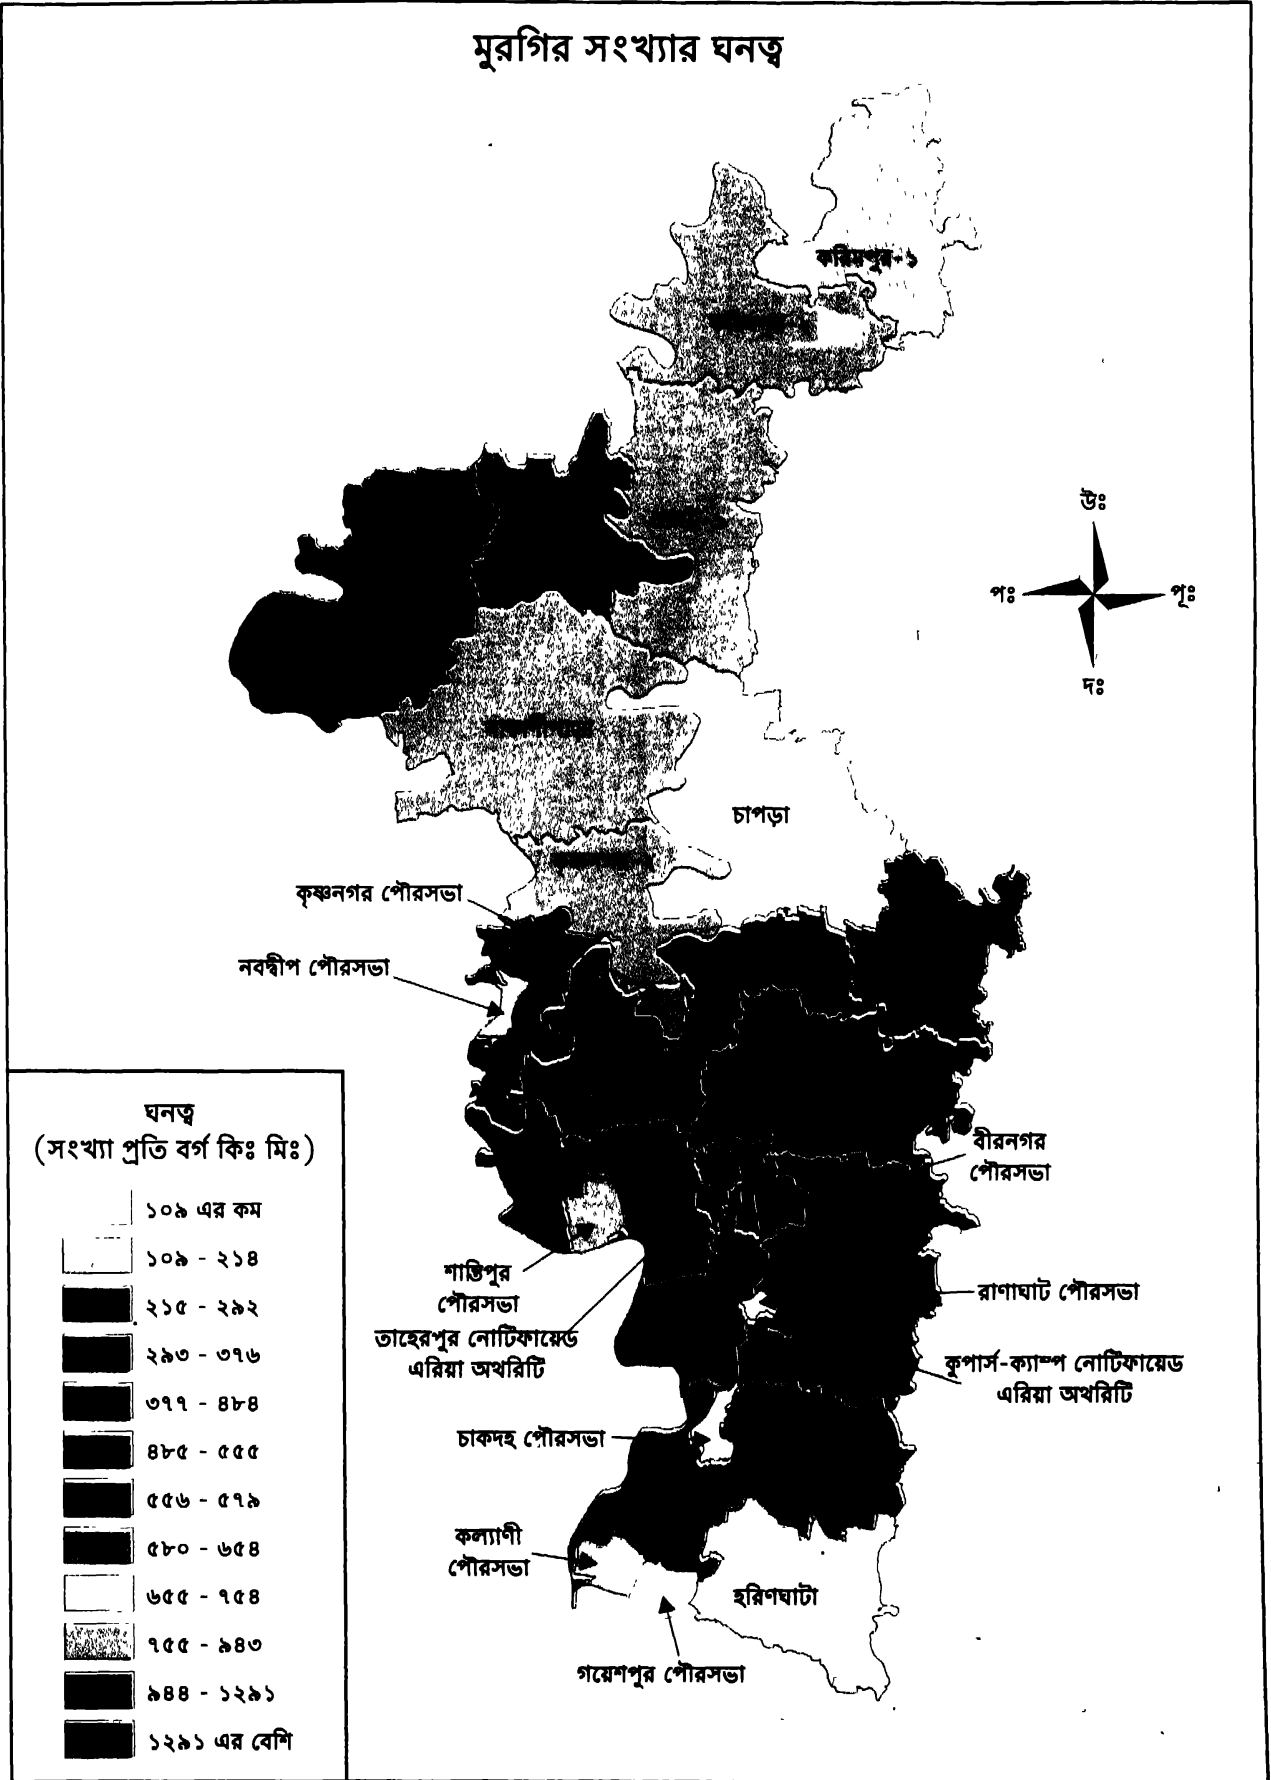 মুরগির সংখ্যার ঘনত্ব
করিমপুর-১
উঃ
পঃ
পূঃ
দঃ
চাপড়া
কৃষ্ণনগর পৌরসভা
নবদ্বীপ পৌরসভা
বীরনগর
পৌরসভা
শান্তিপুর
পৌরসভা
রাণাঘাট পৌরসভা
তাহেরপুর নোটিফায়েড
এরিয়া অথরিটি
কুপার্স-ক্যাম্প নোটিফায়েড
এরিয়া অথরিটি
চাকদহ পৌরসভা
কল্যাণী
পৌরসভা
হরিণঘাটা
গয়েশপুর পৌরসভা
ঘনত্ব
(সংখ্যা প্রতি বর্গ কিঃ মিঃ)
১০৯ এর কম
১০৯ - ২১৪
২১৫ - ২৯২
২৯৩ - ৩৭৬
৩৭৭ - ৪৮৪
৪৮৫ - ৫৫৫
৫৫৬ - ৫৭৯
৫৮০ - ৬৫৪
৬৫৫ - ৭৫৪
৭৫৫ - ৯৪৩
৯৪৪ - ১২৯১
১২৯১ এর বেশি